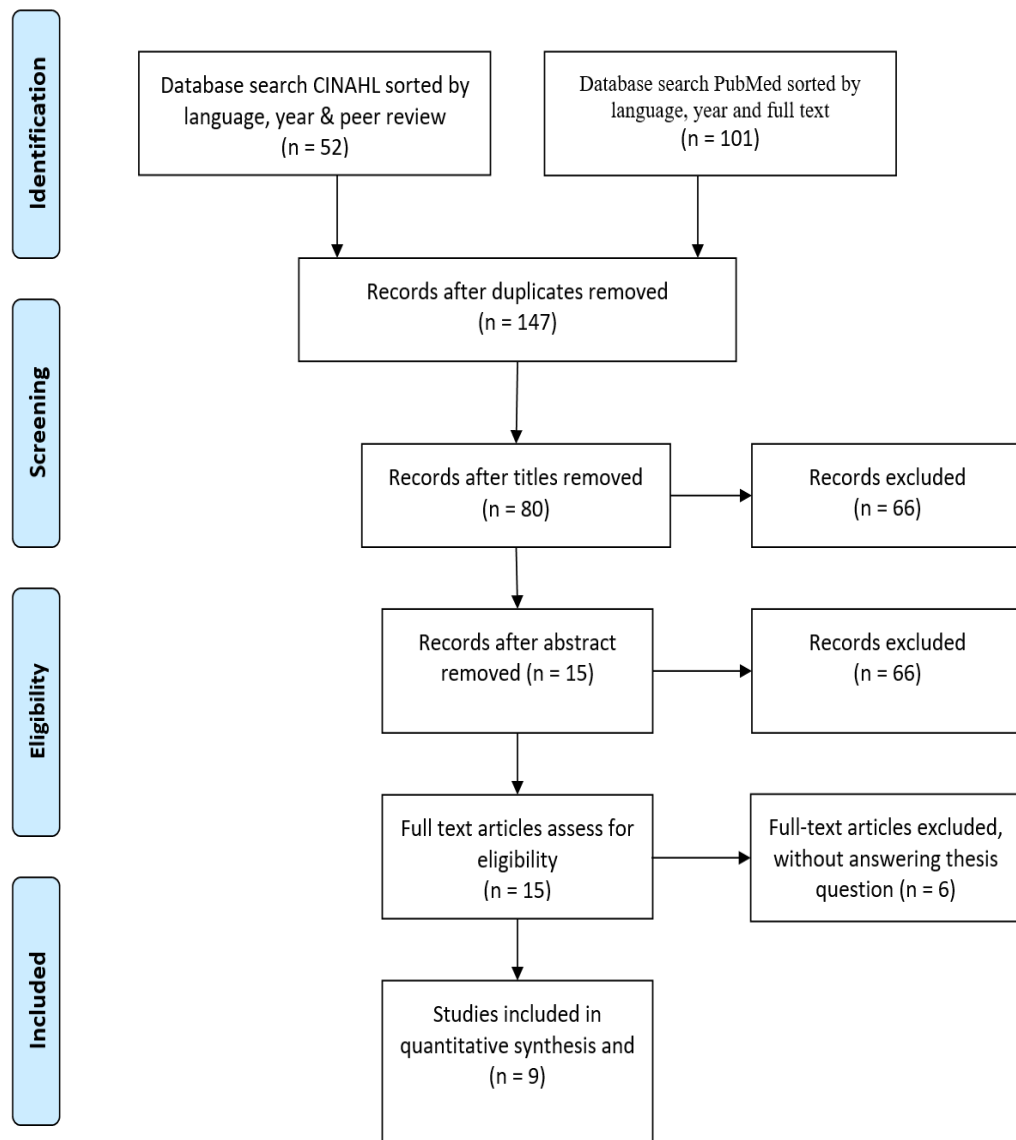 Identification
Database search CINAHL sorted by
language, year & peer review
(n = 52)
Database search PubMed sorted by
language, year and full text
(n = 101)
Records after duplicates removed
(n = 147)
Screening
Records after titles removed
(n = 80)
Records excluded
(n = 66)
Eligibility
Records after abstract
removed (n = 15)
Records excluded
(n = 66)
Full text articles assess for
eligibility
(n = 15)
Full-text articles excluded,
without answering thesis
question (n = 6)
Included
Studies included in
quantitative synthesis and
(n = 9)